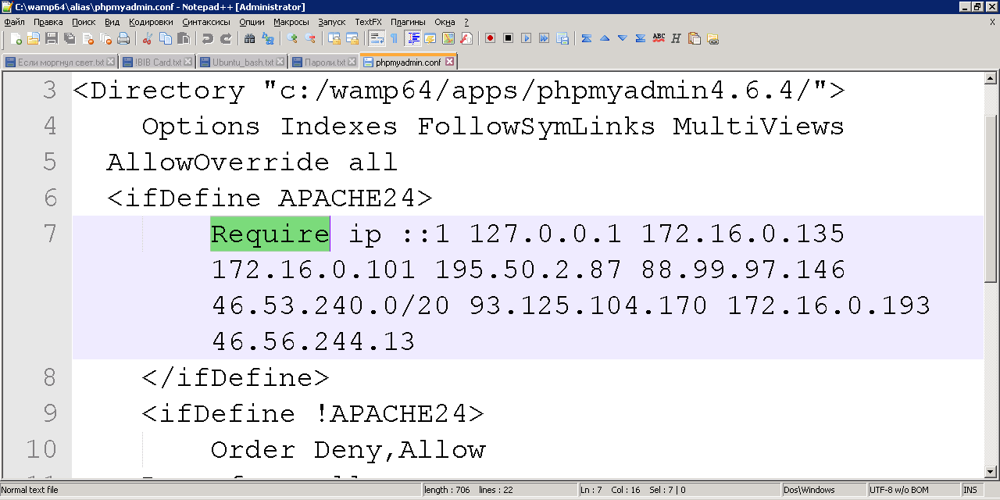 C:\wamp64\alias\phpmyadmin.conf - Notepad++ [Administrator]
Файл Правка Поиск Вид Кодировки Синтаксисы Опции Макросы Запуск TextFX Плагины Окна ? X
Если моргнул свет.txt !BIB Card.txt Ubuntu_bash.txt Пароли.txt phpmyadmin.conf
3 <Directory "c:/wamp64/apps/phpmyadmin4.6.4/">
4 Options Indexes FollowSymLinks MultiViews
5 AllowOverride all
6 <ifDefine APACHE24>
7 Require ip ::1 127.0.0.1 172.16.0.135
172.16.0.101 195.50.2.87 88.99.97.146
46.53.240.0/20 93.125.104.170 172.16.0.193
46.56.244.13
8 </ifDefine>
9 <ifDefine !APACHE24>
10 Order Deny,Allow
Normal text file length : 706 lines : 22 Ln : 7 Col : 16 Sel : 7 | 0 Dos\Windows UTF-8 w/o BOM INS